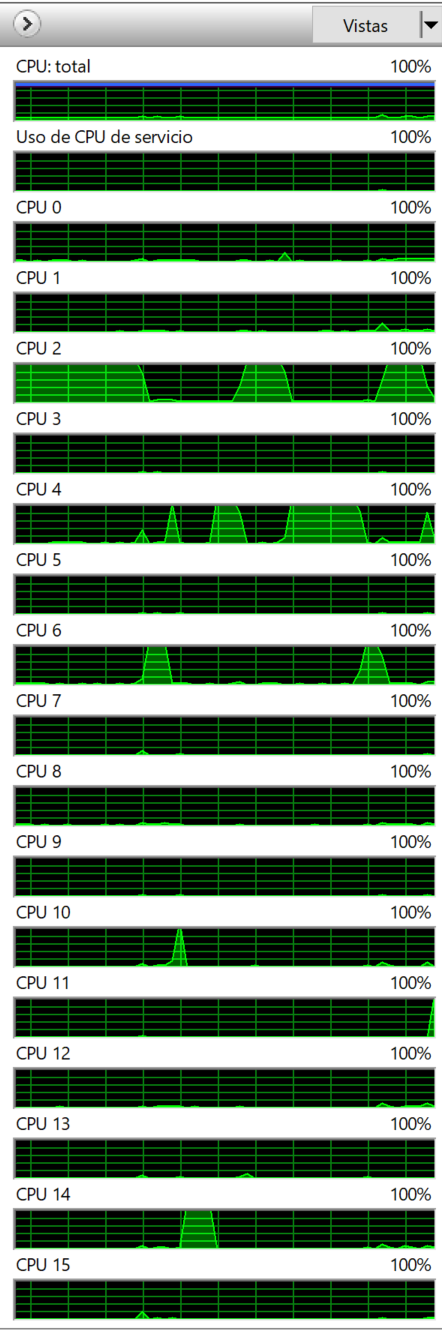 Vistas
CPU: total 100%
Uso de CPU de servicio 100%
CPU 0 100%
CPU 1 100%
CPU 2 100%
CPU 3 100%
CPU 4 100%
CPU 5 100%
CPU 6 100%
CPU 7 100%
CPU 8 100%
CPU 9 100%
CPU 10 100%
CPU 11 100%
CPU 12 100%
CPU 13 100%
CPU 14 100%
CPU 15 100%